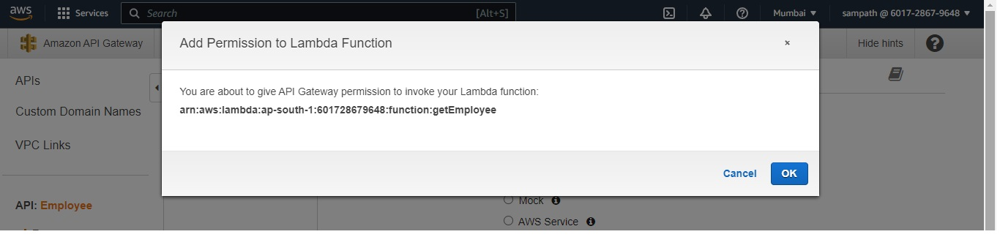 aws Services Search [Alt+S] Mumbai sampath @ 6017-2867-9648
Amazon API Gateway Hide hints
Add Permission to Lambda Function ×
APIs
You are about to give API Gateway permission to invoke your Lambda function:
Custom Domain Names
arn:aws:lambda:ap-south-1:601728679648:function:getEmployee
VPC Links
Cancel OK
API: Employee
Mock
AWS Service